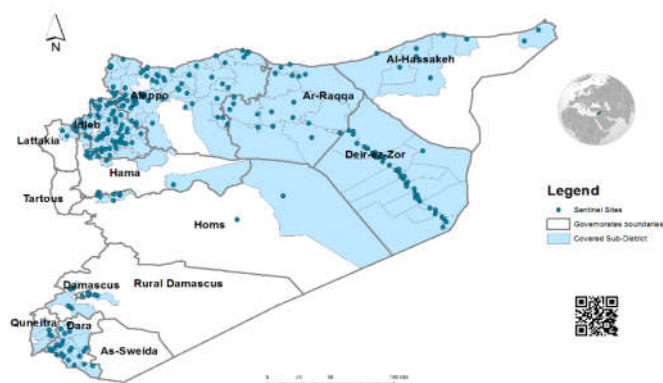 N
Al-Hassakeh
Aleppo
Ar-Raqqa
Idleb
Lattakia
Deir-ez-Zor
Hama
Tartous
Homs
Legend
Sentinel Sites
Governorates boundaries
Covered Sub-District
Damascus
Rural Damascus
Quneitra
Dara
As-Sweida